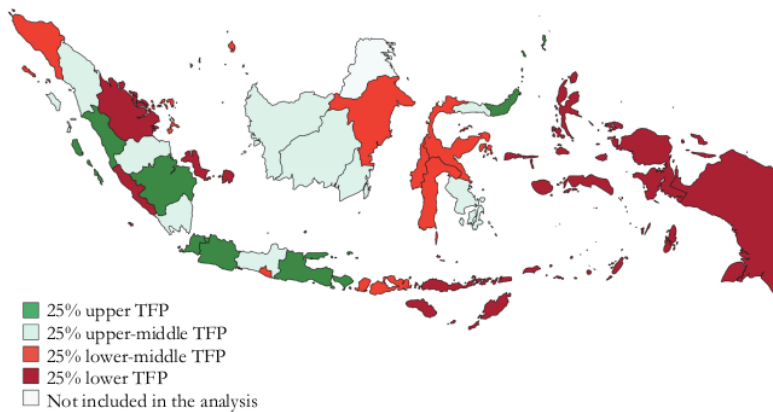 25% upper TFP
25% upper-middle TFP
25% lower-middle TFP
25% lower TFP
Not included in the analysis